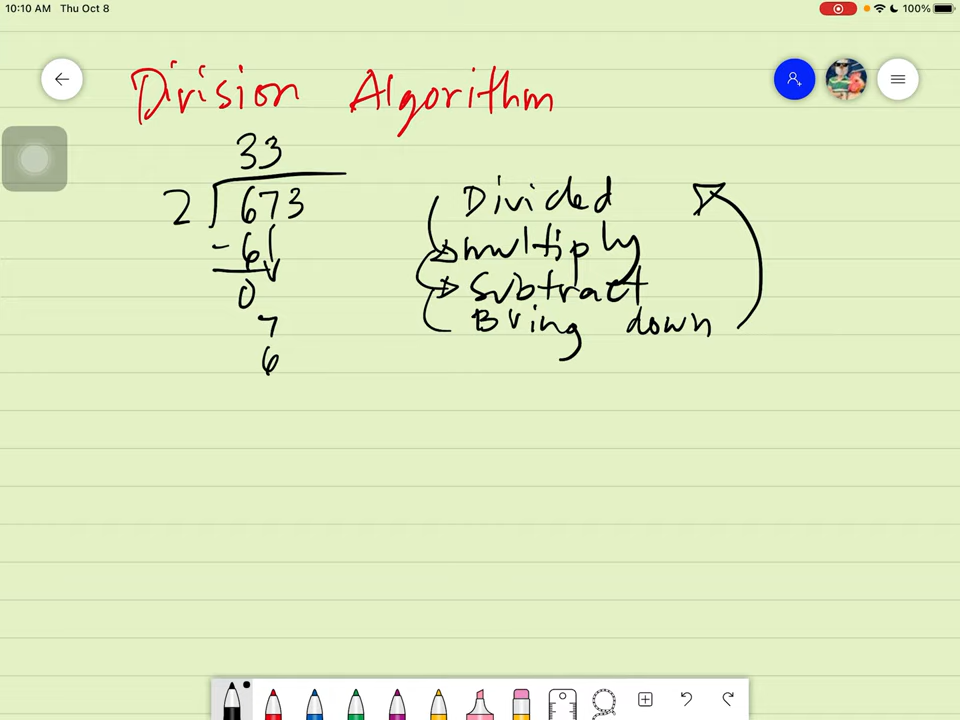 10:10 AM Thu Oct 8
100%
Division Algorithm
33
2 673
-6
0
7
6
Divided
multiply
Subtract
Bring down